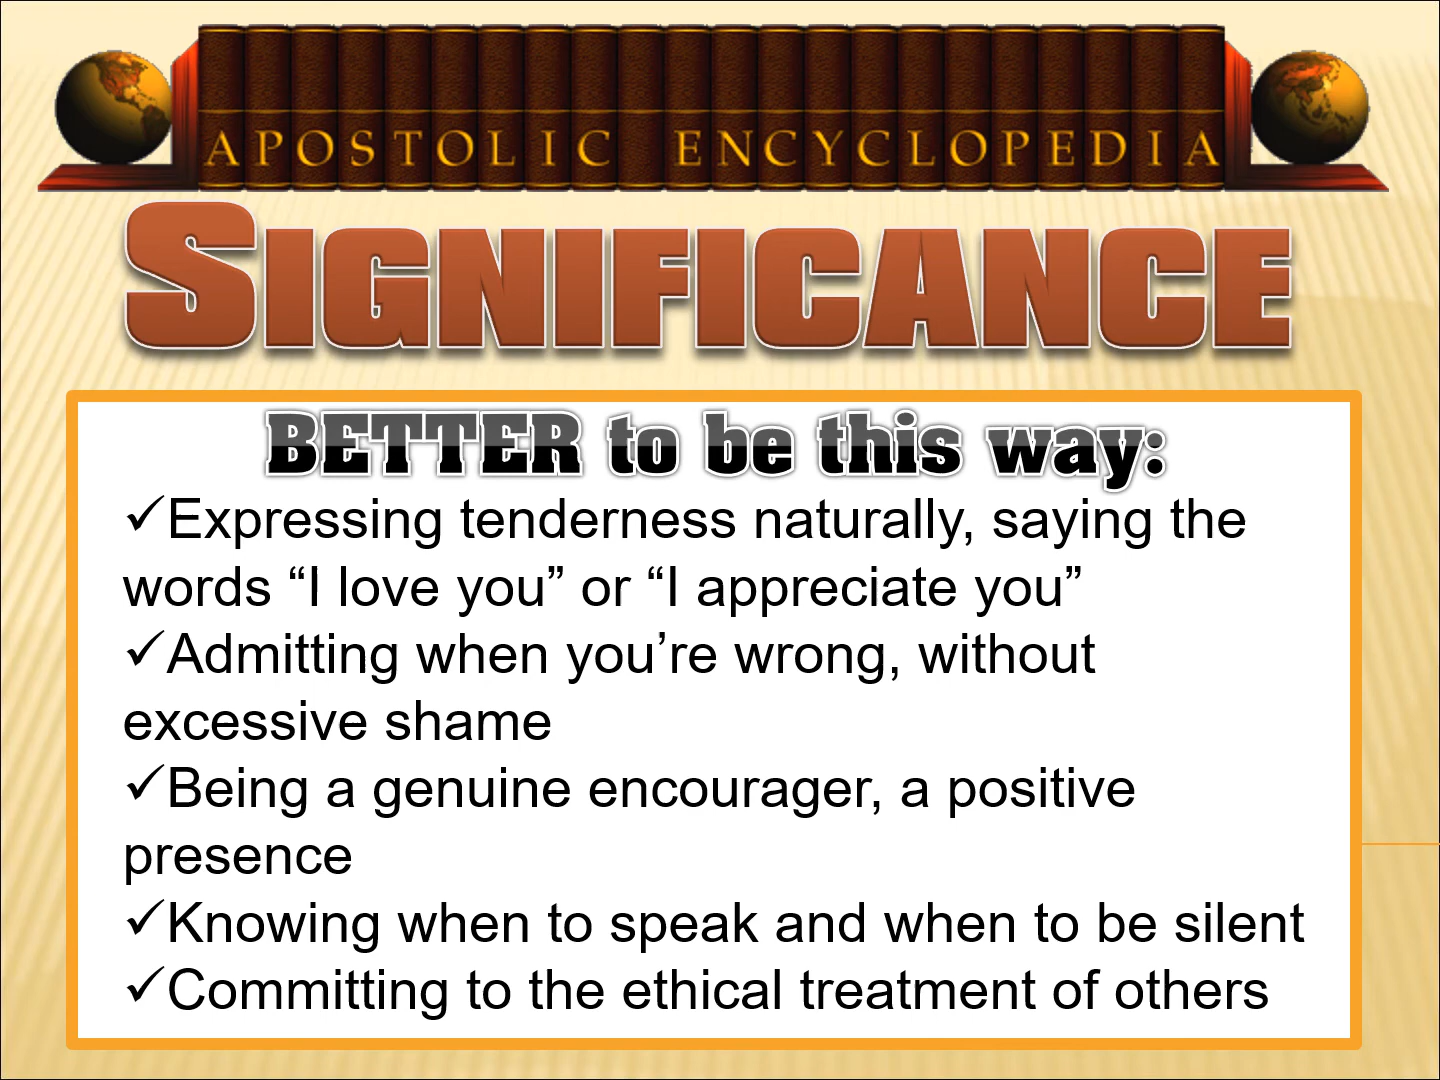 APOSTOLIC ENCYCLOPEDIA
SIGNIFICANCE
BETTER to be this way:
✓Expressing tenderness naturally, saying the
words “I love you” or “I appreciate you”
✓Admitting when you’re wrong, without
excessive shame
✓Being a genuine encourager, a positive
presence
✓Knowing when to speak and when to be silent
✓Committing to the ethical treatment of others